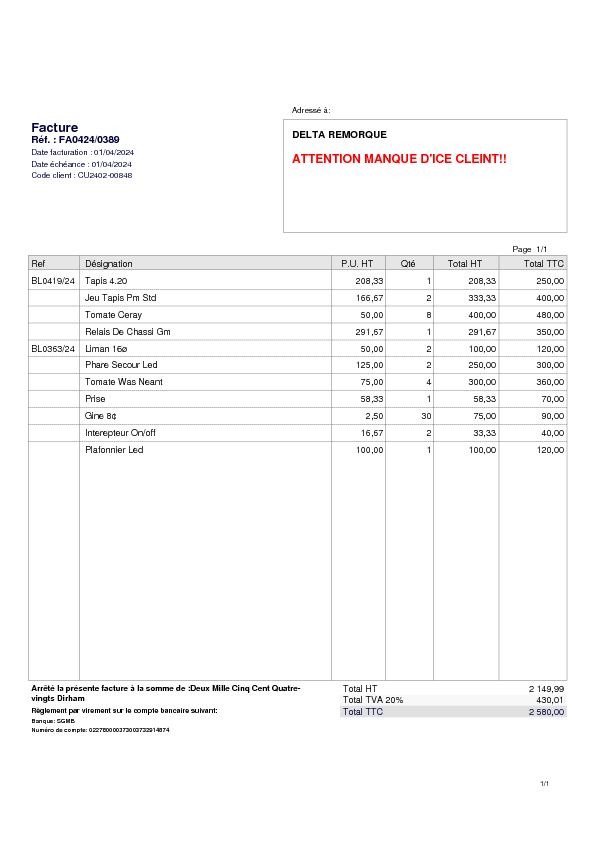 Adressé à:
Facture
Réf. : FA0424/0389
Date facturation : 01/04/2024
Date échéance : 01/04/2024
Code client : CU2402-00848
DELTA REMORQUE
ATTENTION MANQUE D'ICE CLEINT!!
Page 1/1
Ref Désignation P.U. HT Qté Total HT Total TTC
BL0419/24 Tapis 4.20 208,33 1 208,33 250,00
Jeu Tapis Pm Std 166,67 2 333,33 400,00
Tomate Ceray 50,00 8 400,00 480,00
Relais De Chassi Gm 291,67 1 291,67 350,00
BL0363/24 Liman 16ø 50,00 2 100,00 120,00
Phare Secour Led 125,00 2 250,00 300,00
Tomate Was Neant 75,00 4 300,00 360,00
Prise 58,33 1 58,33 70,00
Gine 8¢ 2,50 30 75,00 90,00
Interepteur On/off 16,67 2 33,33 40,00
Plafonnier Led 100,00 1 100,00 120,00
Arrêté la présente facture à la somme de :Deux Mille Cinq Cent Quatre-
vingts Dirham
Règlement par virement sur le compte bancaire suivant:
Banque: SGMB
Numéro de compte: 022780000373003732914874
Total HT 2 149,99
Total TVA 20% 430,01
Total TTC 2 580,00
1/1